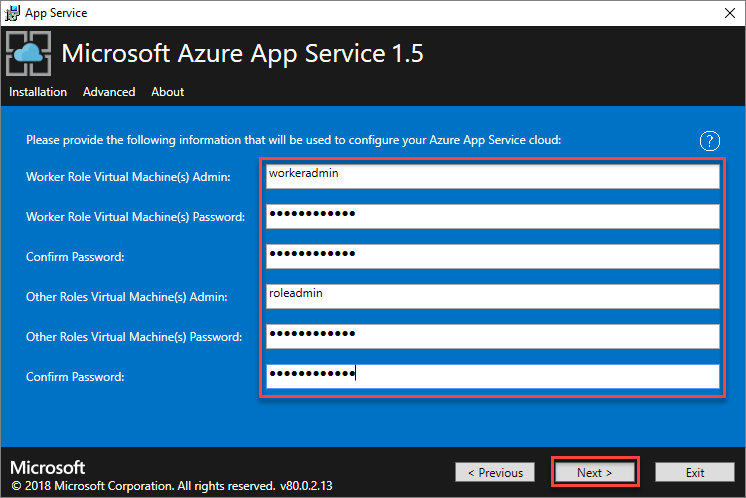 App Service
Microsoft Azure App Service 1.5
Installation Advanced About
Please provide the following information that will be used to configure your Azure App Service cloud:
?
Worker Role Virtual Machine(s) Admin: workeradmin
Worker Role Virtual Machine(s) Password: ●●●●●●●●●●●●
Confirm Password: ●●●●●●●●●●●●
Other Roles Virtual Machine(s) Admin: roleadmin
Other Roles Virtual Machine(s) Password: ●●●●●●●●●●●●
Confirm Password: ●●●●●●●●●●●●
Microsoft
© 2018 Microsoft Corporation. All rights reserved. v80.0.2.13
< Previous Next > Exit